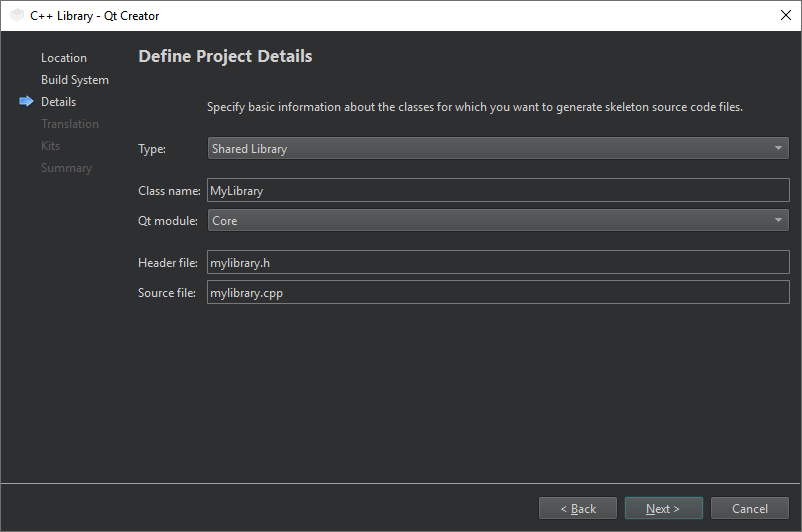 C++ Library - Qt Creator
Location
Build System
Details
Translation
Kits
Summary
Define Project Details
Specify basic information about the classes for which you want to generate skeleton source code files.
Type: Shared Library
Class name: MyLibrary
Qt module: Core
Header file: mylibrary.h
Source file: mylibrary.cpp
< Back Next > Cancel